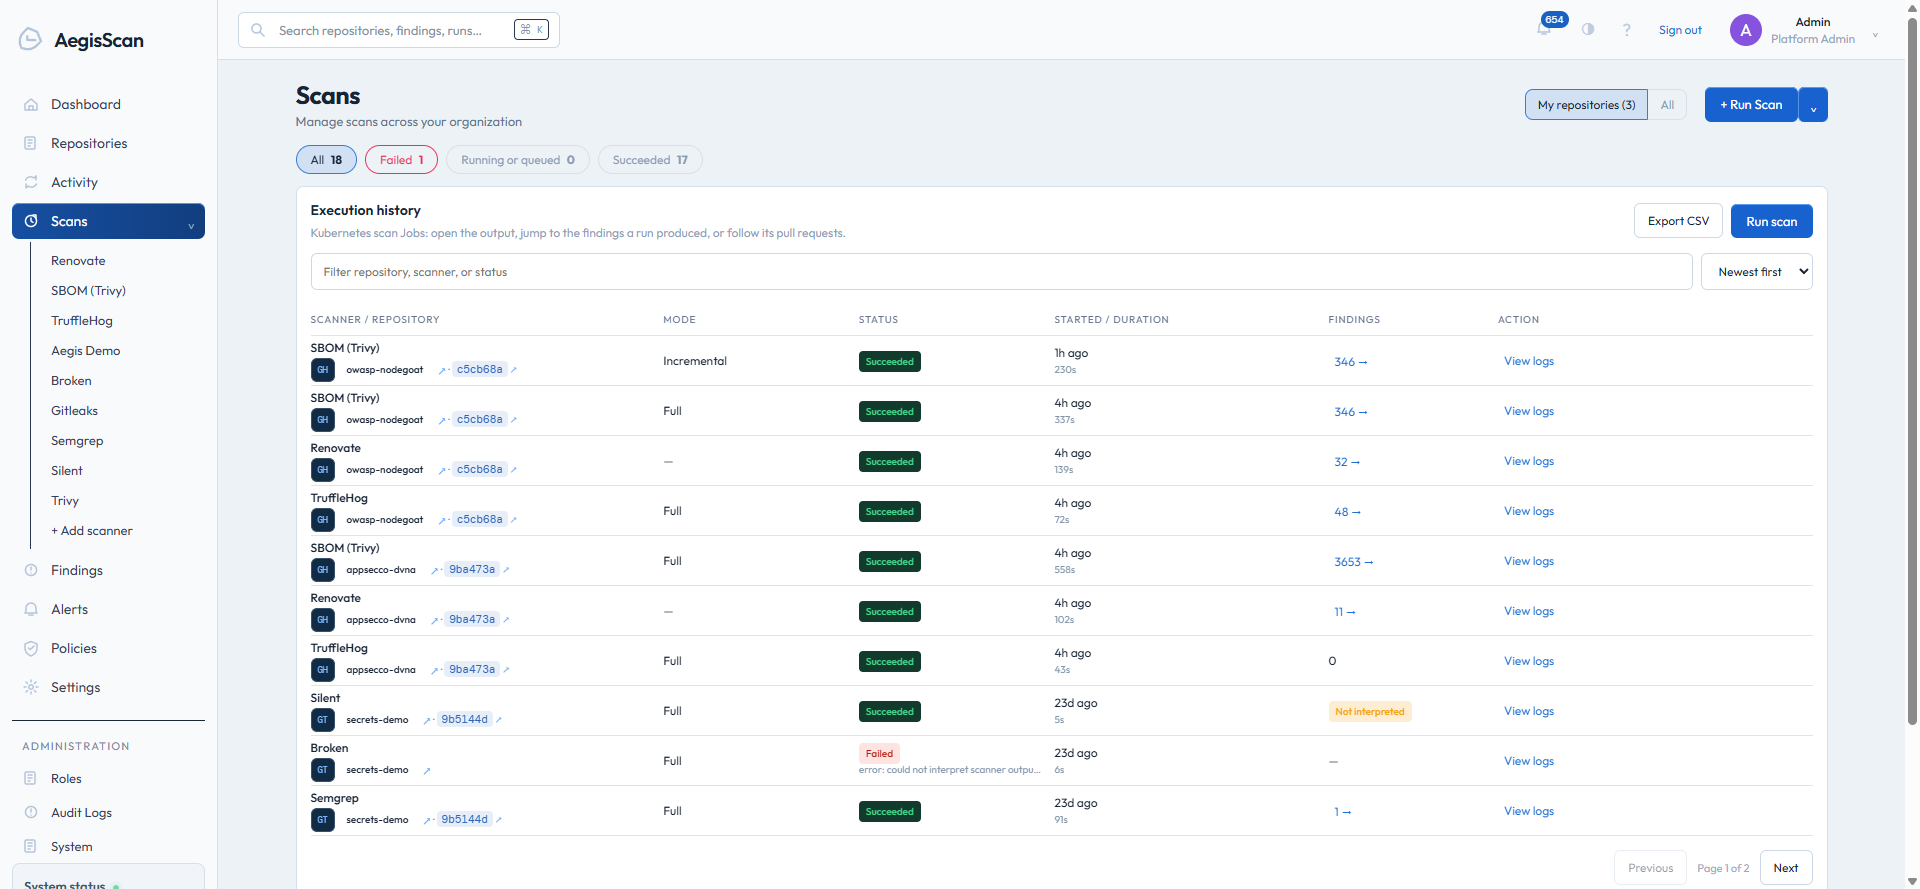 AegisScan
Search repositories, findings, runs...
⌘ K
654
?
Sign out
A
Admin
Platform Admin
Dashboard
Repositories
Activity
Scans
Renovate
SBOM (Trivy)
TruffleHog
Aegis Demo
Broken
Gitleaks
Semgrep
Silent
Trivy
+ Add scanner
Findings
Alerts
Policies
Settings
ADMINISTRATION
Roles
Audit Logs
System
System status
Scans
Manage scans across your organization
My repositories (3)
All
+ Run Scan
All 18
Failed 1
Running or queued 0
Succeeded 17
Execution history
Kubernetes scan Jobs: open the output, jump to the findings a run produced, or follow its pull requests.
Export CSV
Run scan
Filter repository, scanner, or status
Newest first
SCANNER / REPOSITORY MODE STATUS STARTED / DURATION FINDINGS ACTION
SBOM (Trivy)
GH owasp-nodegoat ↗ · c5cb68a ↗
Incremental
Succeeded
1h ago
230s
346 →
View logs
SBOM (Trivy)
GH owasp-nodegoat ↗ · c5cb68a ↗
Full
Succeeded
4h ago
337s
346 →
View logs
Renovate
GH owasp-nodegoat ↗ · c5cb68a ↗
—
Succeeded
4h ago
139s
32 →
View logs
TruffleHog
GH owasp-nodegoat ↗ · c5cb68a ↗
Full
Succeeded
4h ago
72s
48 →
View logs
SBOM (Trivy)
GH appsecco-dvna ↗ · 9ba473a ↗
Full
Succeeded
4h ago
558s
3653 →
View logs
Renovate
GH appsecco-dvna ↗ · 9ba473a ↗
—
Succeeded
4h ago
102s
11 →
View logs
TruffleHog
GH appsecco-dvna ↗ · 9ba473a ↗
Full
Succeeded
4h ago
43s
0
View logs
Silent
GT secrets-demo ↗ · 9b5144d ↗
Full
Succeeded
23d ago
5s
Not interpreted
View logs
Broken
GT secrets-demo ↗
Full
Failed
error: could not interpret scanner outpu...
23d ago
6s
—
View logs
Semgrep
GT secrets-demo ↗ · 9b5144d ↗
Full
Succeeded
23d ago
91s
1 →
View logs
Previous
Page 1 of 2
Next